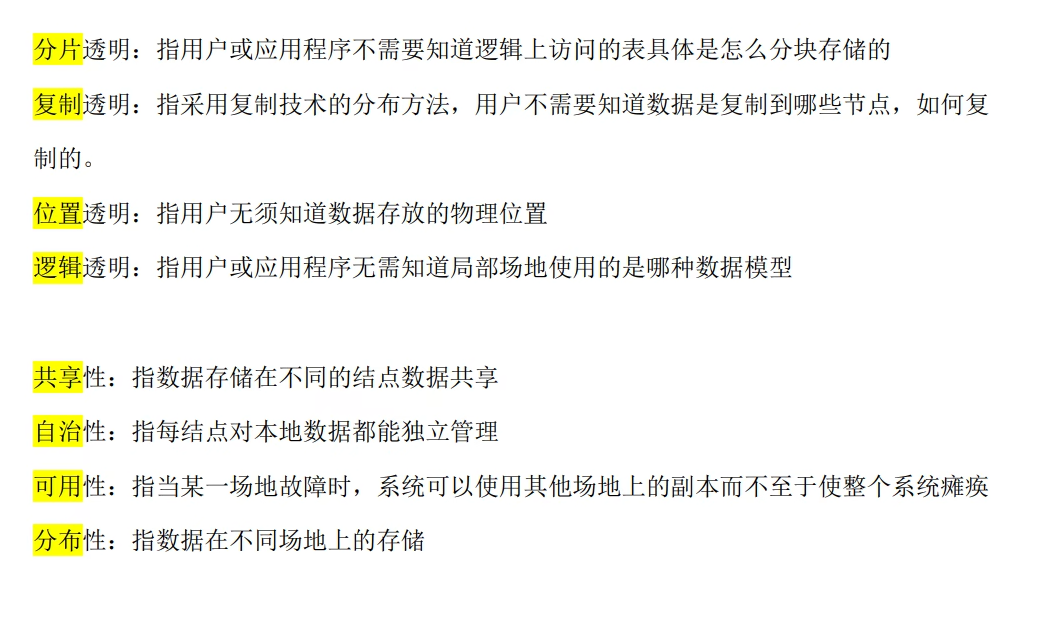 分片透明：指用户或应用程序不需要知道逻辑上访问的表具体是怎么分块存储的
复制透明：指采用复制技术的分布方法，用户不需要知道数据是复制到哪些节点，如何复
制的。
位置透明：指用户无须知道数据存放的物理位置
逻辑透明：指用户或应用程序无需知道局部场地使用的是哪种数据模型
共享性：指数据存储在不同的结点数据共享
自治性：指每结点对本地数据都能独立管理
可用性：指当某一场地故障时，系统可以使用其他场地上的副本而不至于使整个系统瘫痪
分布性：指数据在不同场地上的存储